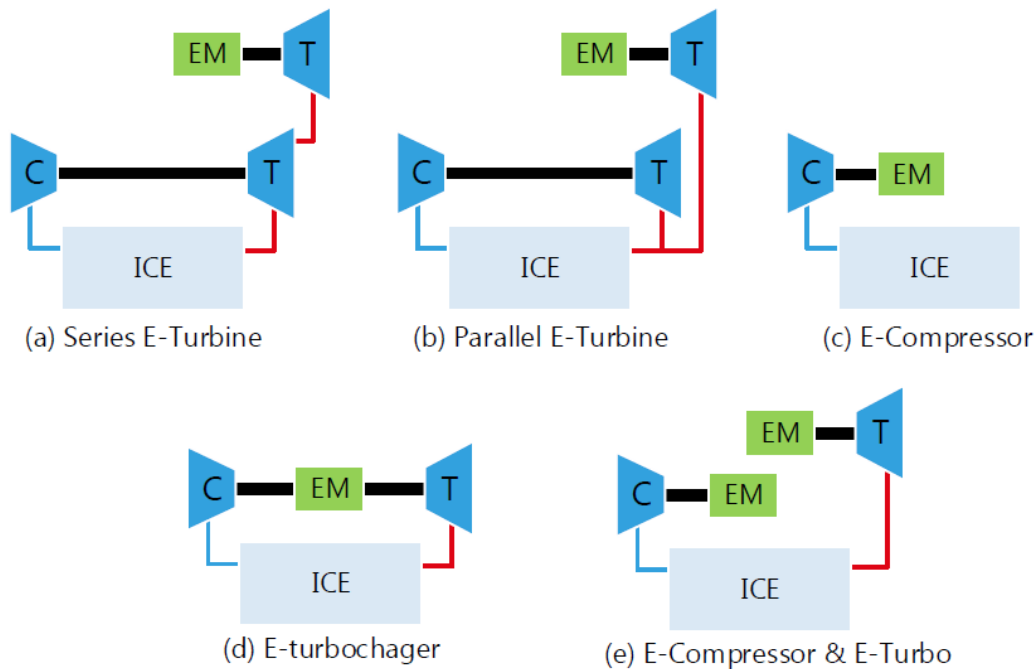 EM
T
EM
T
C
T
C
T
C
EM
ICE
ICE
ICE
(a) Series E-Turbine
(b) Parallel E-Turbine
(c) E-Compressor
C
EM
T
EM
T
C
EM
ICE
ICE
(d) E-turbochager
(e) E-Compressor & E-Turbo